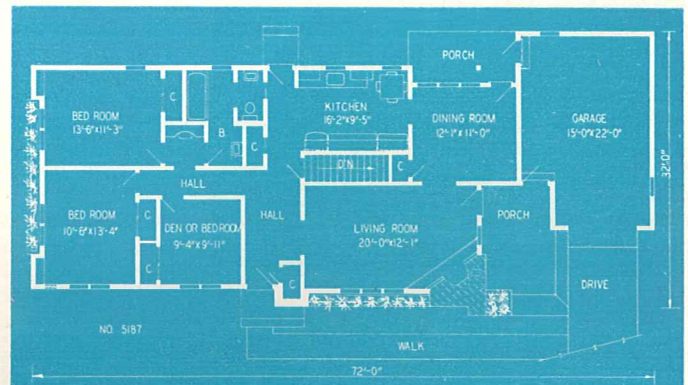 PORCH
BED ROOM
13'-6"x11'-3"
C
B
C
KITCHEN
16'-2"x9'-5"
DINING ROOM
12'-1"x11'-0"
GARAGE
15'-0"x22'-0"
32'-0"
D'N
C
HALL
BED ROOM
10'-6"x13'-4"
C
C
DEN OR BEDROOM
9'-4"x9'-11"
HALL
LIVING ROOM
20'-0"x12'-1"
PORCH
C
DRIVE
NO. 5187
WALK
72'-0"